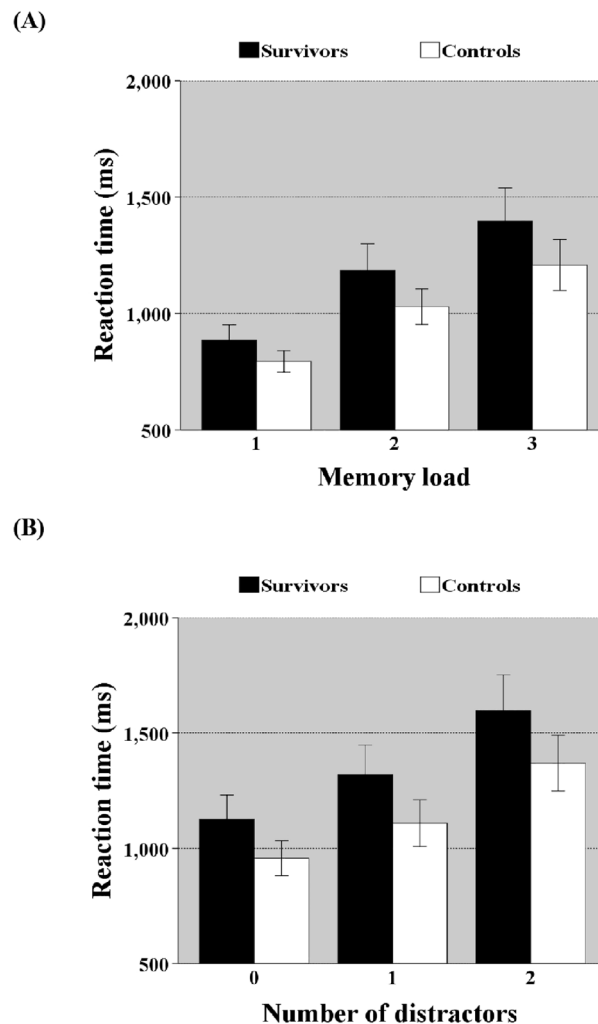 (A)
Survivors Controls
2,000
1,500
1,000
500
Reaction time (ms)
1 2 3
Memory load
(B)
Survivors Controls
2,000
1,500
1,000
500
Reaction time (ms)
0 1 2
Number of distractors